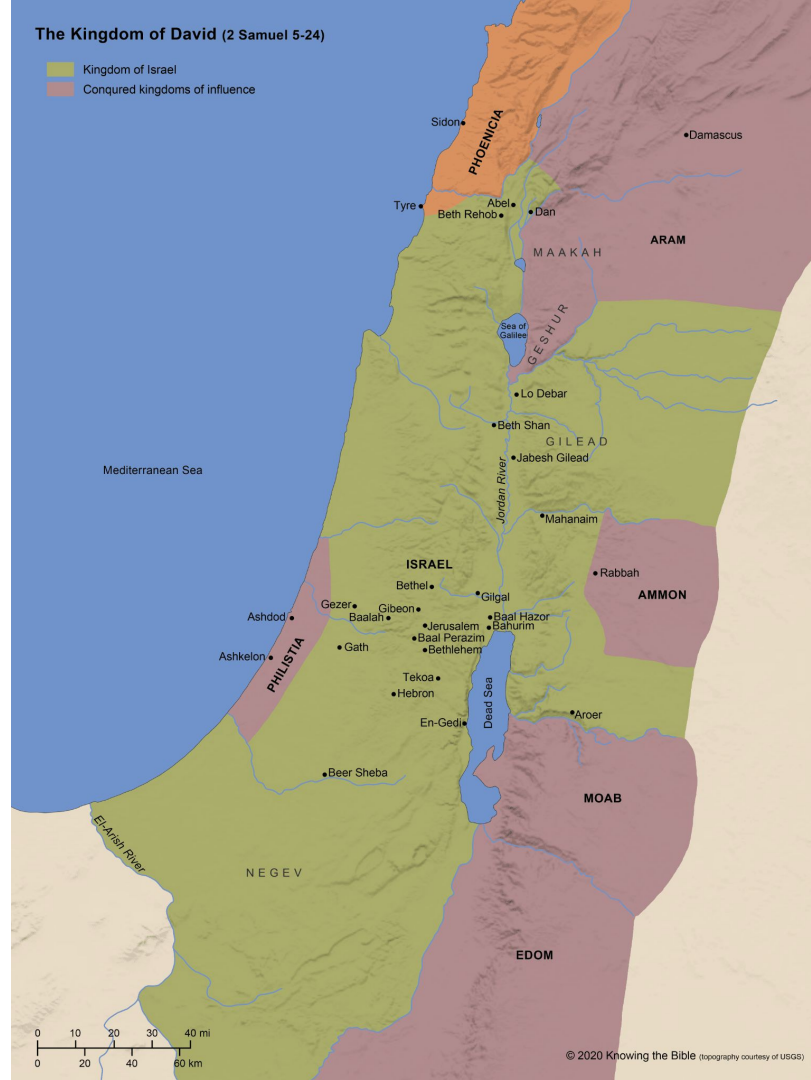 The Kingdom of David (2 Samuel 5-24)
Kingdom of Israel
Conqured kingdoms of influence
Sidon
PHOENICIA
Damascus
Tyre
Abel
Beth Rehob
Dan
ARAM
MAAKAH
GESHUR
Sea of
Galilee
Lo Debar
Beth Shan
GILEAD
Jabesh Gilead
Mediterranean Sea
Jordan River
Mahanaim
ISRAEL
Rabbah
AMMON
Bethel
Gilgal
Gezer
Gibeon
Baalah
Baal Hazor
Ashdod
Jerusalem
Bahurim
Baal Perazim
Gath
Bethlehem
Ashkelon
PHILISTIA
Tekoa
Hebron
Dead Sea
En-Gedi
Aroer
Beer Sheba
MOAB
El-Arish River
NEGEV
EDOM
0 10 20 30 40 mi
0 20 40 60 km
© 2020 Knowing the Bible (topography courtesy of USGS)